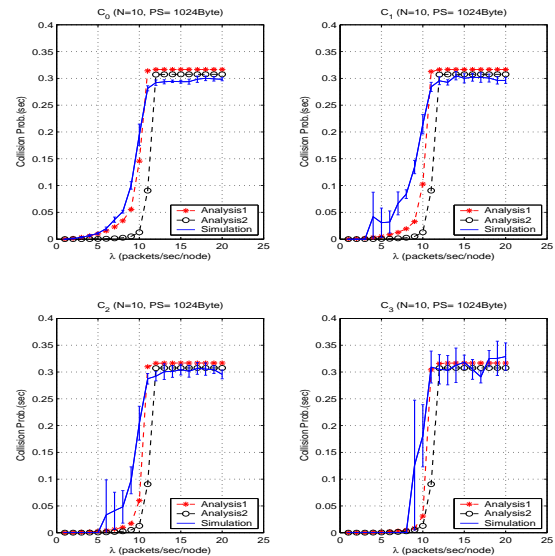 C0 (N=10, PS= 1024Byte)
Collision Prob.(sec)
0.4
0.35
0.3
0.25
0.2
0.15
0.1
0.05
0
0 5 10 15 20 25
λ (packets/sec/node)
Analysis1
Analysis2
Simulation
C1 (N=10, PS= 1024Byte)
Collision Prob.(sec)
0.4
0.35
0.3
0.25
0.2
0.15
0.1
0.05
0
0 5 10 15 20 25
λ (packets/sec/node)
Analysis1
Analysis2
Simulation
C2 (N=10, PS= 1024Byte)
Collision Prob.(sec)
0.4
0.35
0.3
0.25
0.2
0.15
0.1
0.05
0
0 5 10 15 20 25
λ (packets/sec/node)
Analysis1
Analysis2
Simulation
C3 (N=10, PS= 1024Byte)
Collision Prob.(sec)
0.4
0.35
0.3
0.25
0.2
0.15
0.1
0.05
0
0 5 10 15 20 25
λ (packets/sec/node)
Analysis1
Analysis2
Simulation